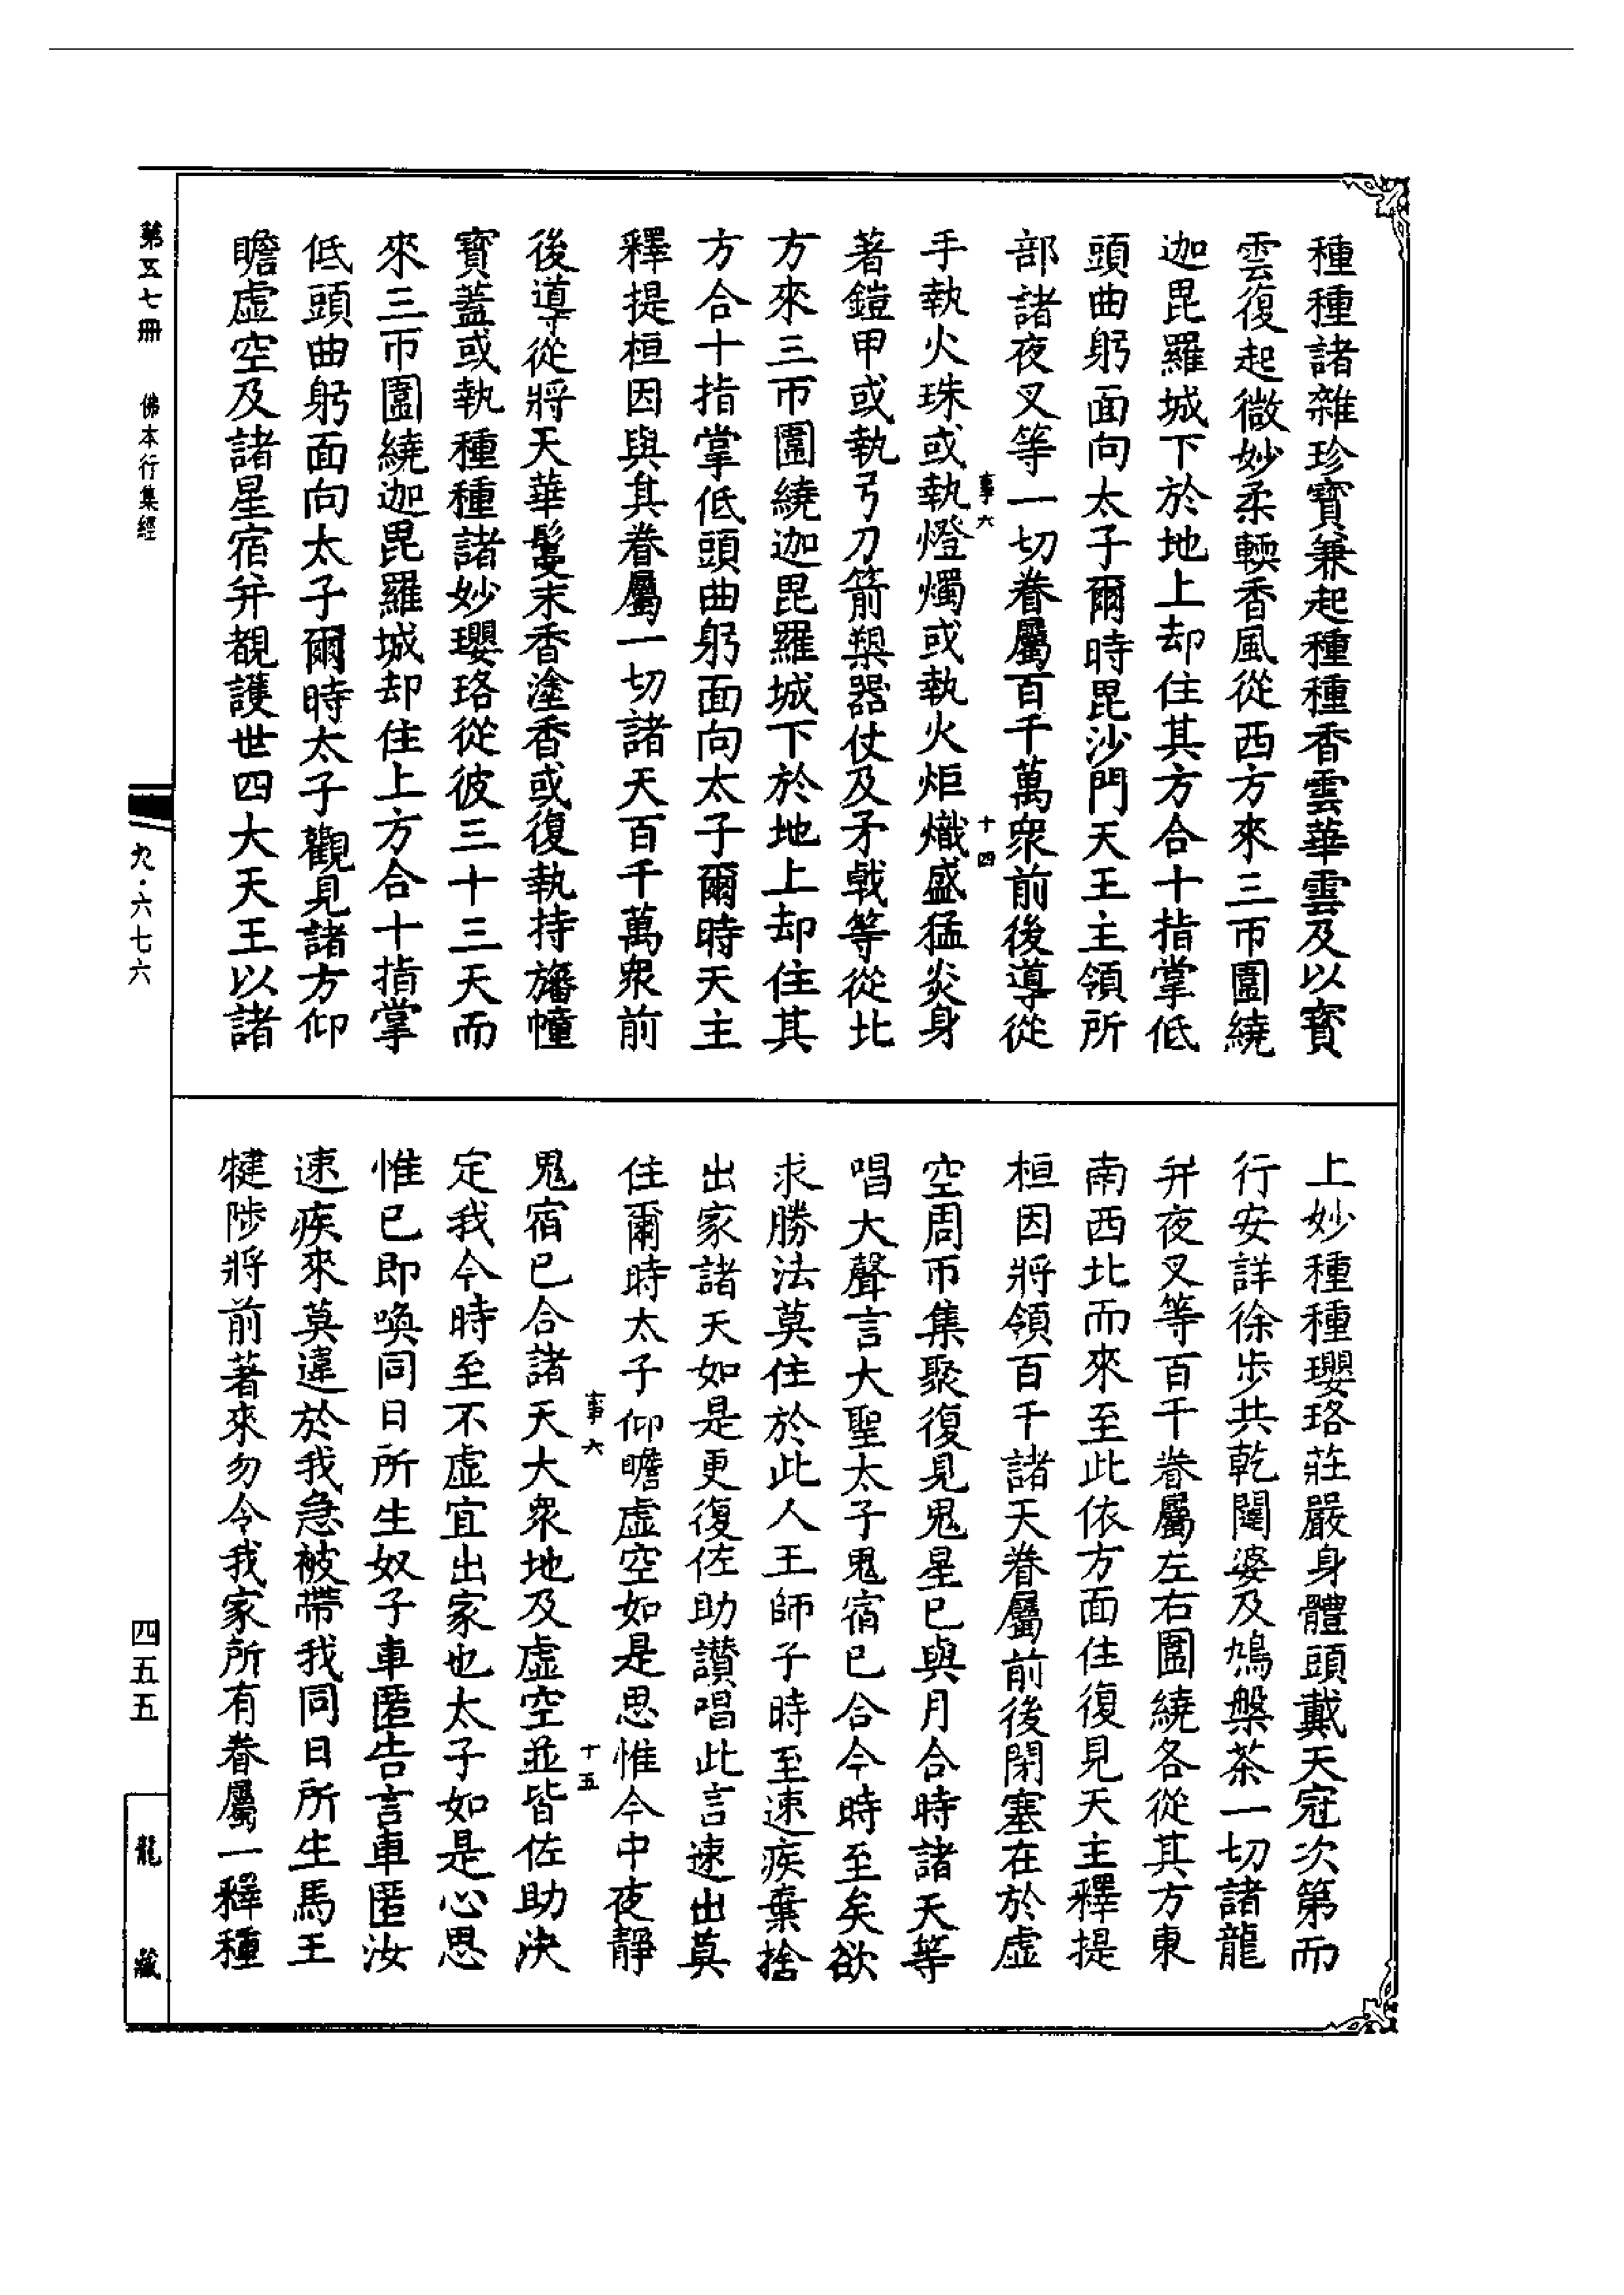 種種諸雜珍寶兼起種種香雲華雲及以寶
雲復起微妙柔輭香風從西方來三帀圍繞
迦毘羅城下於地上却住其方合十指掌低
頭曲躬面向太子爾時毘沙門天王主領所
部諸夜叉等一切眷屬百千萬眾前後導從
事六 十四
手執火珠或執燈燭或執火炬熾盛猛炎身
著鎧甲或執弓刀箭槊器仗及矛戟等從北
方來三帀圍繞迦毘羅城下於地上却住其
方合十指掌低頭曲躬面向太子爾時天主
釋提桓因與其眷屬一切諸天百千萬眾前
後導從將天華鬘末香塗香或復執持旛幢
寶蓋或執種種諸妙瓔珞從彼三十三天而
來三帀圍繞迦毘羅城却住上方合十指掌
低頭曲躬面向太子爾時太子觀見諸方仰
瞻虛空及諸星宿并覩護世四大天王以諸
上妙種種瓔珞莊嚴身體頭戴天冠次第而
行安詳徐步共乾闥婆及鳩槃茶一切諸龍
并夜叉等百千眷屬左右圍繞各從其方東
南西北而來至此依方面住復見天主釋提
桓因將領百千諸天眷屬前後閉塞在於虛
空周帀集聚復見鬼星已與月合時諸天等
唱大聲言大聖太子鬼宿已合今時至矣欲
求勝法莫住於此人王師子時至速疾棄捨
出家諸天如是更復佐助讚唱此言速出莫
住爾時太子仰瞻虛空如是思惟今中夜靜
事六 十五
鬼宿已合諸天大眾地及虛空並皆佐助決
定我今時至不虛宜出家也太子如是心思
惟已即喚同日所生奴子車匿告言車匿汝
速疾來莫違於我急被帶我同日所生馬王
犍陟將前著來勿令我家所有眷屬一釋種
第五七冊 佛本行集經
九·六七六
四五五
龍藏